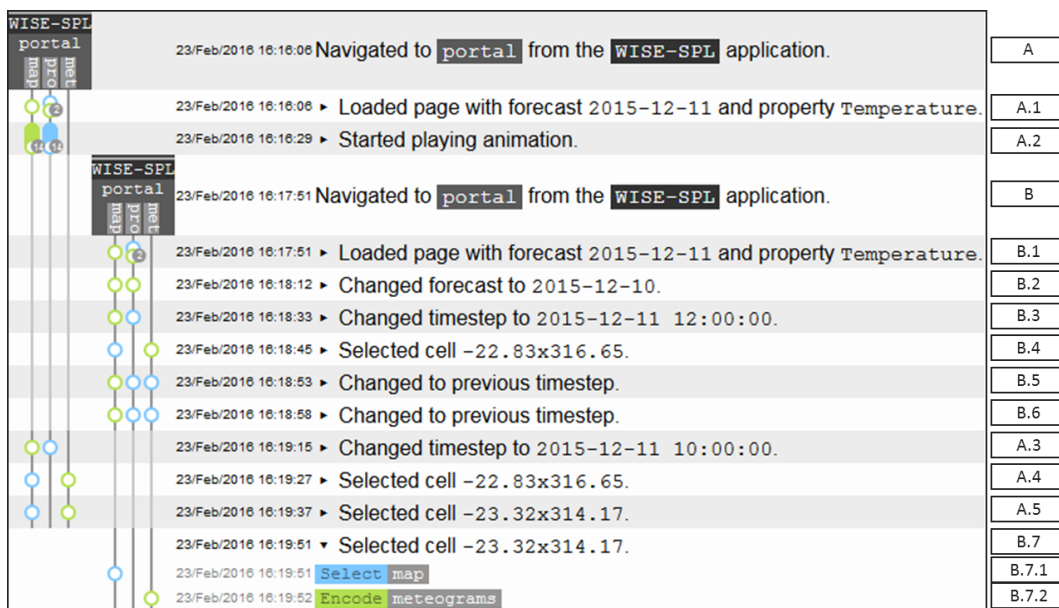 WISE-SPL
portal
map pro met
23/Feb/2016 16:16:06 Navigated to portal from the WISE-SPL application. A
23/Feb/2016 16:16:06 ▸ Loaded page with forecast 2015-12-11 and property Temperature. A.1
2
23/Feb/2016 16:16:29 ▸ Started playing animation. A.2
14 14
WISE-SPL
portal
map pro met
23/Feb/2016 16:17:51 Navigated to portal from the WISE-SPL application. B
23/Feb/2016 16:17:51 ▸ Loaded page with forecast 2015-12-11 and property Temperature. B.1
2
23/Feb/2016 16:18:12 ▸ Changed forecast to 2015-12-10. B.2
23/Feb/2016 16:18:33 ▸ Changed timestep to 2015-12-11 12:00:00. B.3
23/Feb/2016 16:18:45 ▸ Selected cell -22.83x316.65. B.4
23/Feb/2016 16:18:53 ▸ Changed to previous timestep. B.5
23/Feb/2016 16:18:58 ▸ Changed to previous timestep. B.6
23/Feb/2016 16:19:15 ▸ Changed timestep to 2015-12-11 10:00:00. A.3
23/Feb/2016 16:19:27 ▸ Selected cell -22.83x316.65. A.4
23/Feb/2016 16:19:37 ▸ Selected cell -23.32x314.17. A.5
23/Feb/2016 16:19:51 ▾ Selected cell -23.32x314.17. B.7
23/Feb/2016 16:19:51 Select map B.7.1
23/Feb/2016 16:19:52 Encode meteograms B.7.2